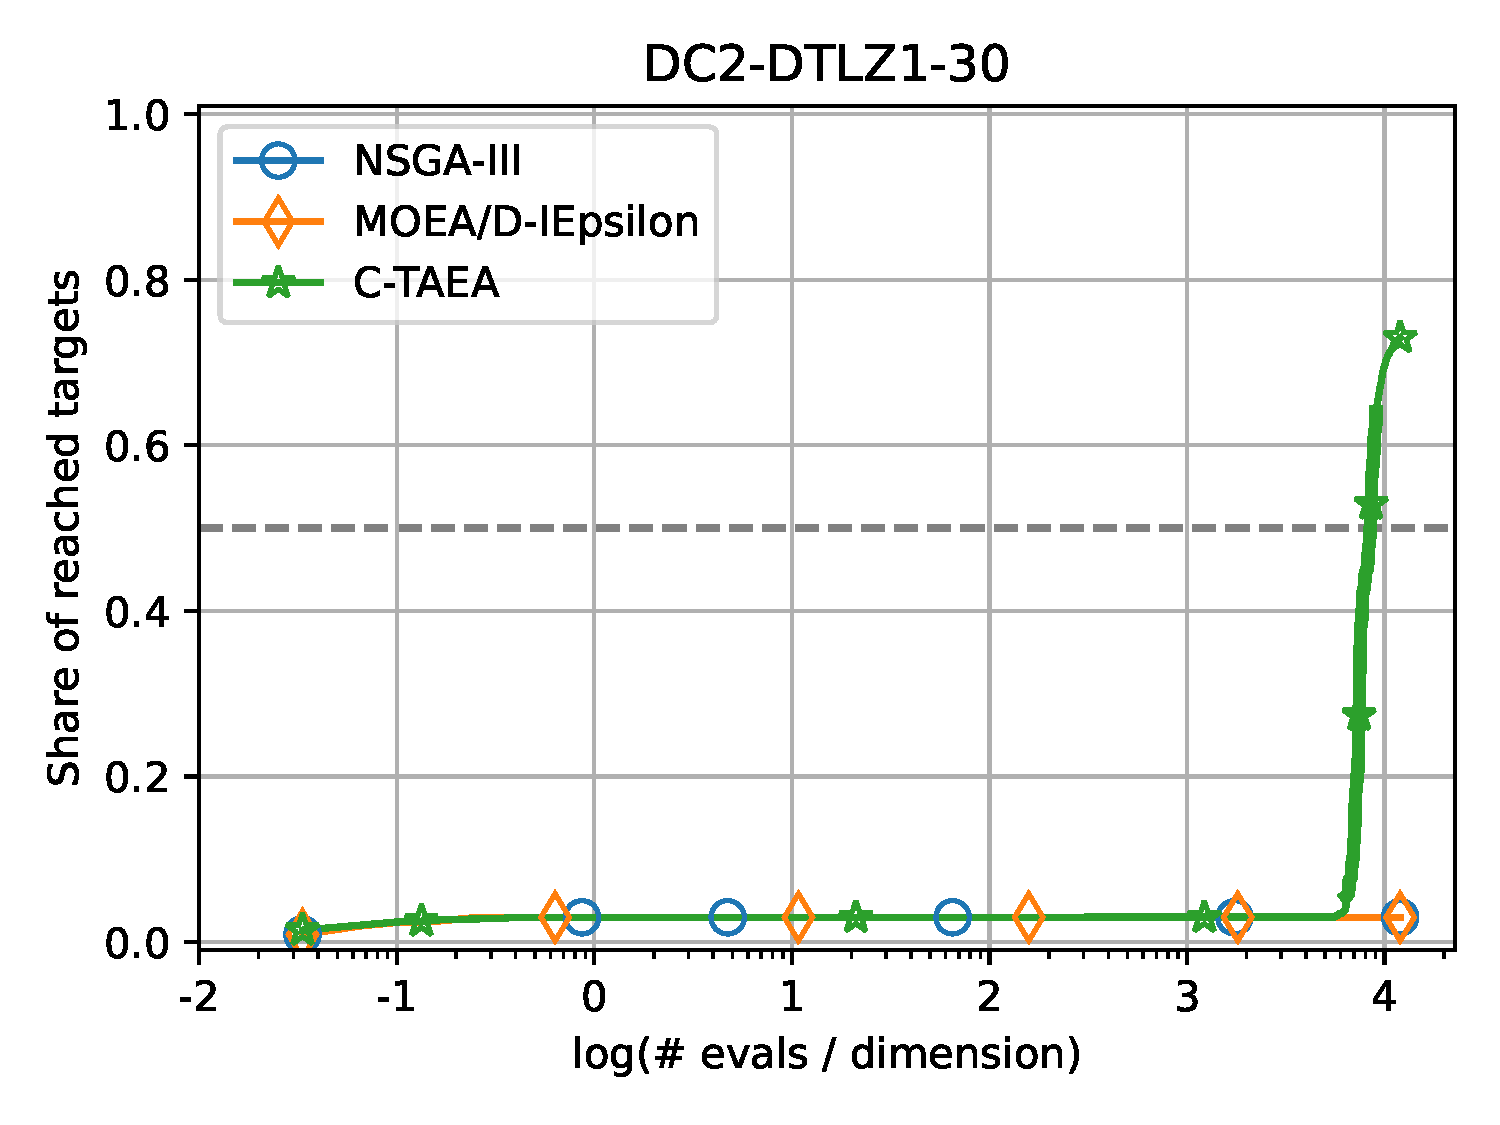 DC2-DTLZ1-30
NSGA-III
MOEA/D-IEpsilon
C-TAEA
Share of reached targets
1.0
0.8
0.6
0.4
0.2
0.0
-2 -1 0 1 2 3 4
log(# evals / dimension)